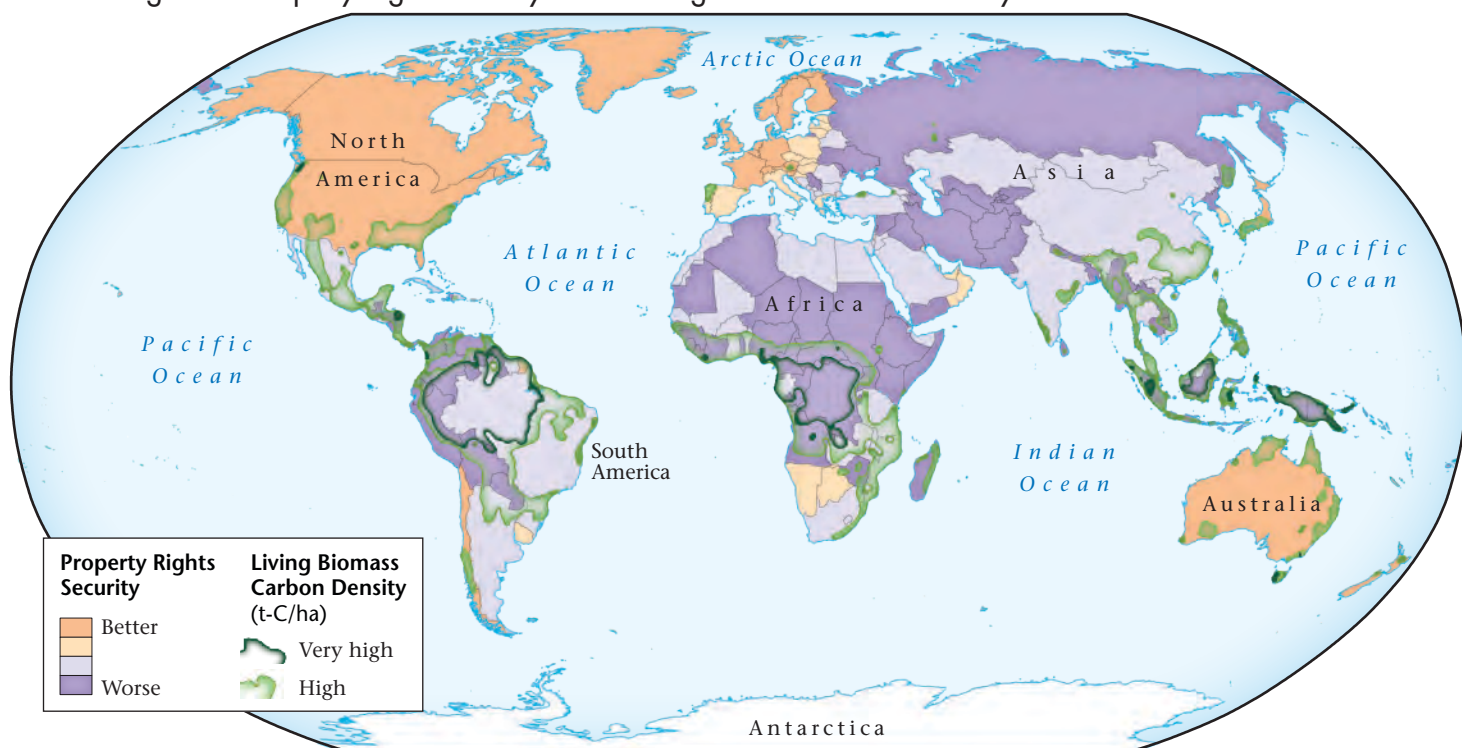 Arctic Ocean
North
America
Asia
Atlantic
Ocean
Pacific
Ocean
Africa
Pacific
Ocean
South
America
Indian
Ocean
Australia
Property Rights
Security
Better
Worse
Living Biomass
Carbon Density
(t-C/ha)
Very high
High
Antarctica